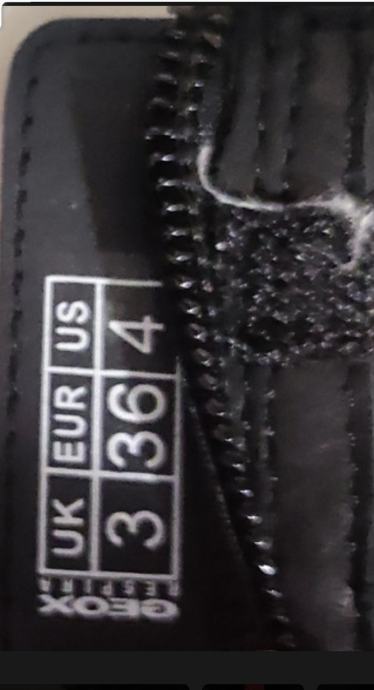 UK EUR US
3 36 4
GEOX
RESPIRA